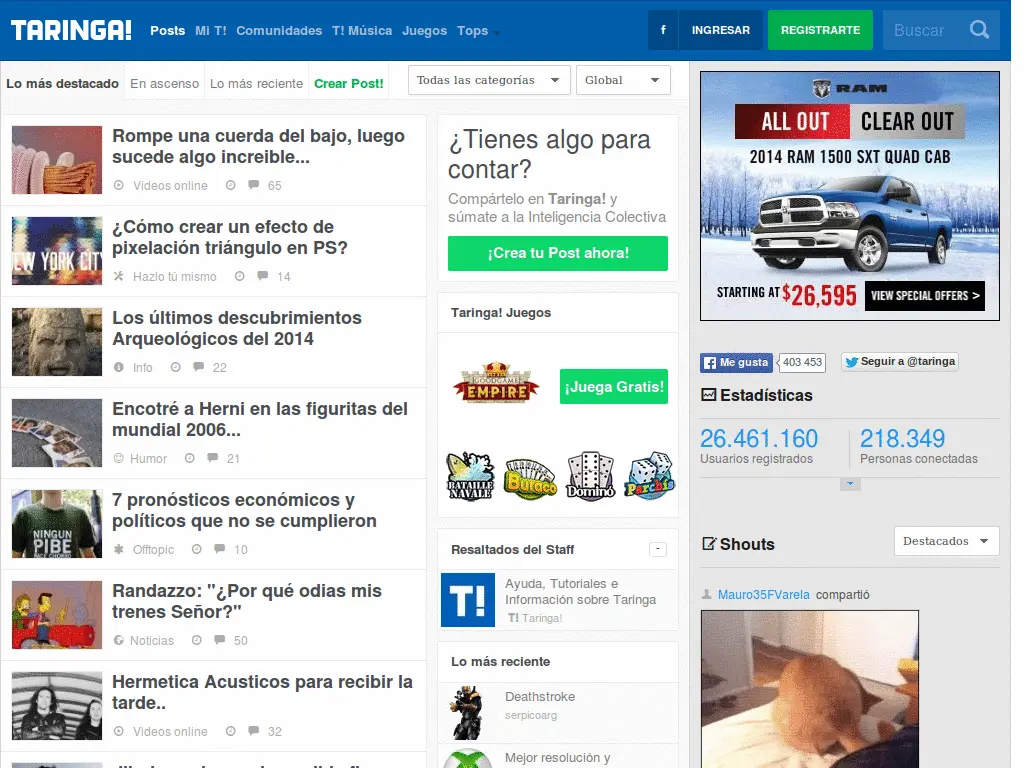 TARINGA!
Posts Mi T! Comunidades T! Música Juegos Tops
f INGRESAR REGISTRARTE Buscar
Lo más destacado En ascenso Lo más reciente Crear Post! Todas las categorías Global
Rompe una cuerda del bajo, luego
sucede algo increible...
Videos online 65
NEW YORK CITY
¿Cómo crear un efecto de
pixelación triángulo en PS?
Hazlo tú mismo 14
Los últimos descubrimientos
Arqueológicos del 2014
Info 22
Encotré a Herni en las figuritas del
mundial 2006...
Humor 21
NINGUN
PIBE
NACE CHORRO
7 pronósticos económicos y
políticos que no se cumplieron
Offtopic 10
Randazzo: "¿Por qué odias mis
trenes Señor?"
Noticias 50
Hermetica Acusticos para recibir la
tarde..
Videos online 32
¿Tienes algo para
contar?
Compártelo en Taringa! y
súmate a la Inteligencia Colectiva
¡Crea tu Post ahora!
Taringa! Juegos
GOODGAME
EMPIRE
¡Juega Gratis!
BATAILLE
NAVALE
Buraco
Dominó
Parchís
Resaltados del Staff -
T!
Ayuda, Tutoriales e
Información sobre Taringa
T! Taringa!
Lo más reciente
Deathstroke
serpicoarg
Mejor resolución y
RAM
ALL OUT CLEAR OUT
2014 RAM 1500 SXT QUAD CAB
STARTING AT $26,595 VIEW SPECIAL OFFERS >
Me gusta 403 453 Seguir a @taringa
Estadísticas
26.461.160 218.349
Usuarios registrados Personas conectadas
Shouts Destacados
Mauro35FVarela compartió